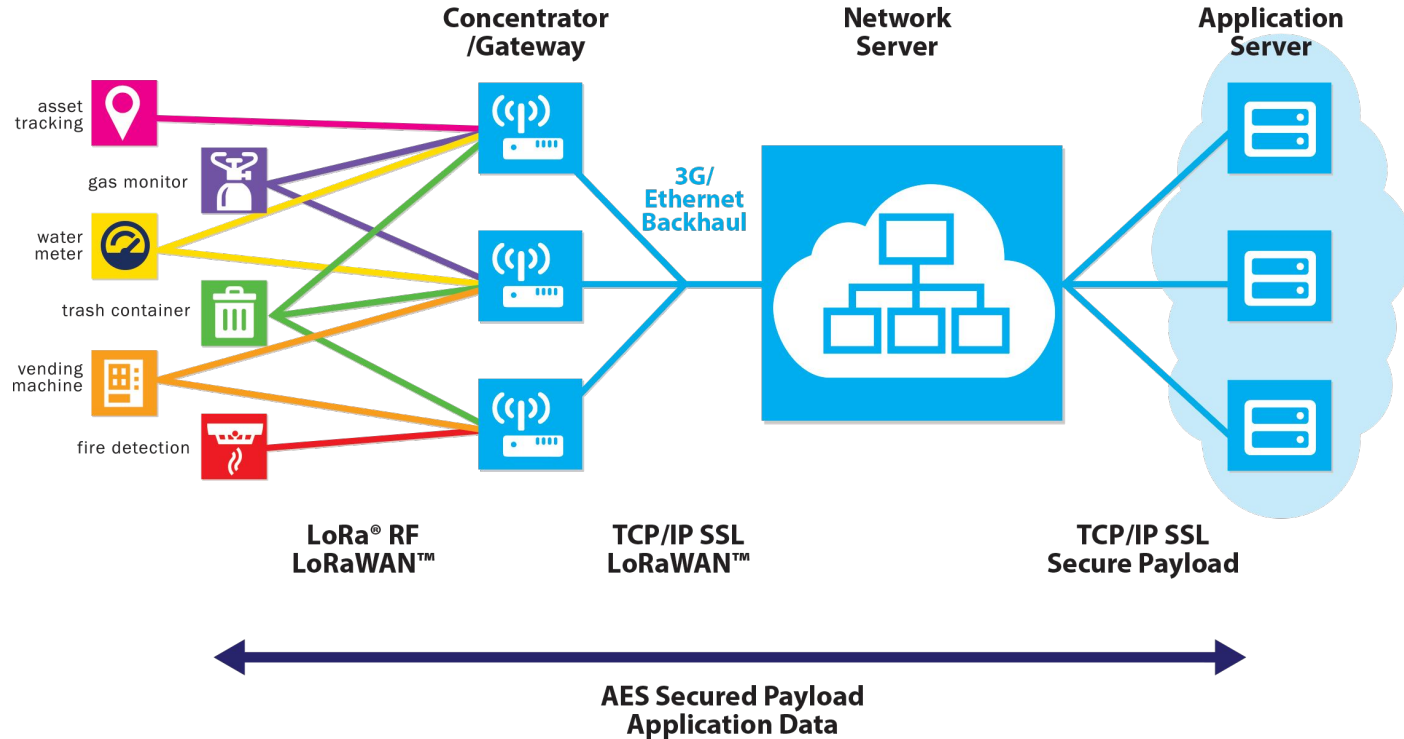 Concentrator
/Gateway
Network
Server
Application
Server
asset
tracking
gas monitor
water
meter
trash container
vending
machine
fire detection
3G/
Ethernet
Backhaul
LoRa® RF
LoRaWAN™
TCP/IP SSL
LoRaWAN™
TCP/IP SSL
Secure Payload
AES Secured Payload
Application Data